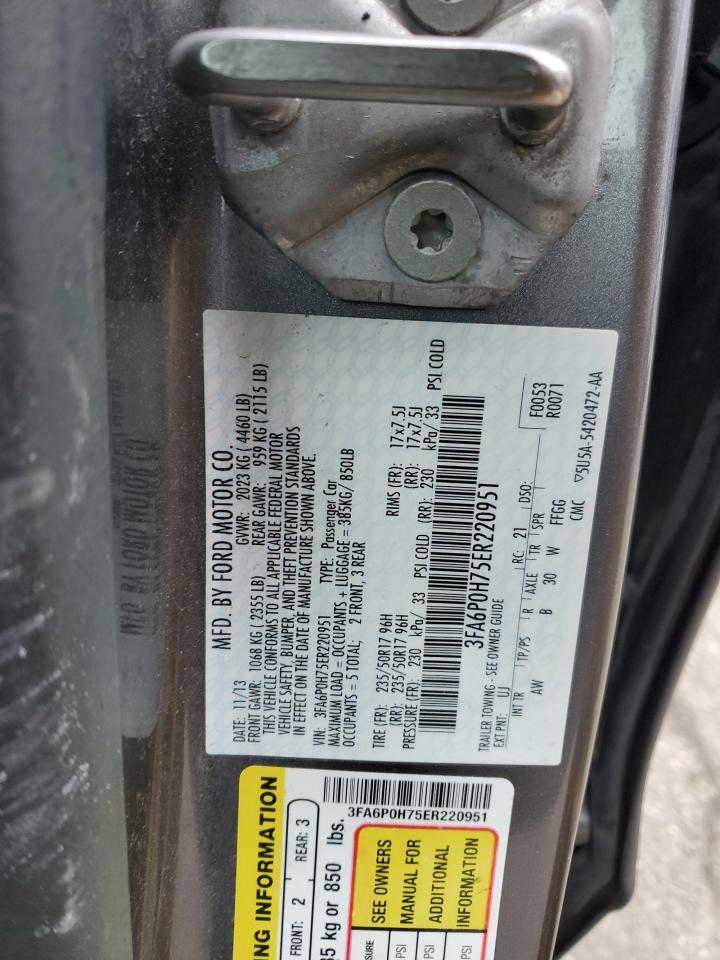 MFD. BY FORD MOTOR CO.
DATE: 11/13 GVWR: 2023 KG ( 4460 LB)
FRONT GAWR: 1068 KG ( 2355 LB) REAR GAWR: 959 KG ( 2115 LB)
THIS VEHICLE CONFORMS TO ALL APPLICABLE FEDERAL MOTOR
VEHICLE SAFETY, BUMPER, AND THEFT PREVENTION STANDARDS
IN EFFECT ON THE DATE OF MANUFACTURE SHOWN ABOVE.
VIN: 3FA6P0H75ER220951 TYPE: Passenger Car
MAXIMUM LOAD = OCCUPANTS + LUGGAGE = 385KG/ 850LB
OCCUPANTS = 5 TOTAL; 2 FRONT, 3 REAR
TIRE (FR): 235/50R17 96H RIMS (FR): 17x7.5J
(RR): 235/50R17 96H (RR): 17x7.5J
PRESSURE (FR): 230 kPa/ 33 PSI COLD (RR): 230 kPa/ 33 PSI COLD
3FA6P0H75ER220951
TRAILER TOWING - SEE OWNER GUIDE
EXT PNT: UJ RC: 21 DSO: F0053
R0071
INT TR TP/PS R AXLE TR SPR
AW B 30 W FFGG
CMC ▽5U5A-5420472-AA
NG INFORMATION
FRONT: 2 REAR: 3
35 kg or 850 lbs.
3FA6P0H75ER220951
SEE OWNERS
MANUAL FOR
ADDITIONAL
INFORMATION
SSURE
PSI
PSI
PSI